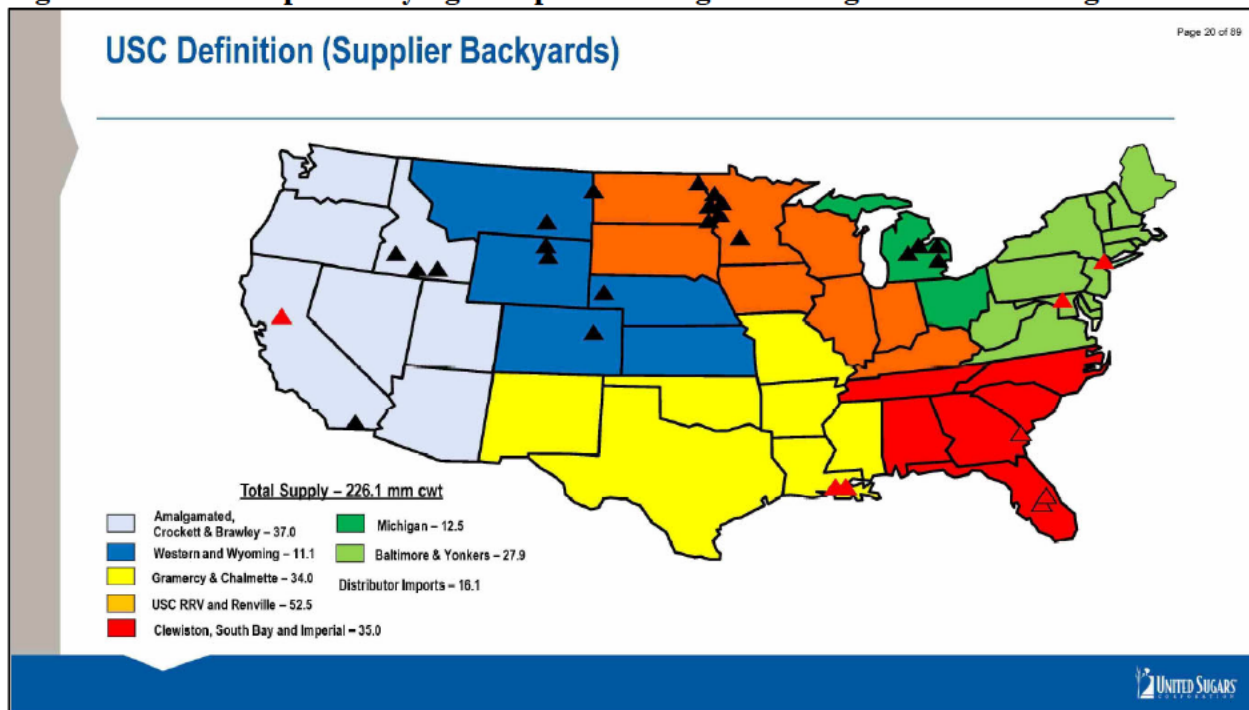 Page 20 of 89
USC Definition (Supplier Backyards)
Total Supply – 226.1 mm cwt
Amalgamated,
Crockett & Brawley – 37.0
Western and Wyoming – 11.1
Gramercy & Chalmette – 34.0
USC RRV and Renville – 52.5
Clewiston, South Bay and Imperial – 35.0
Michigan – 12.5
Baltimore & Yonkers – 27.9
Distributor Imports – 16.1
UNITED SUGARS
CORPORATION